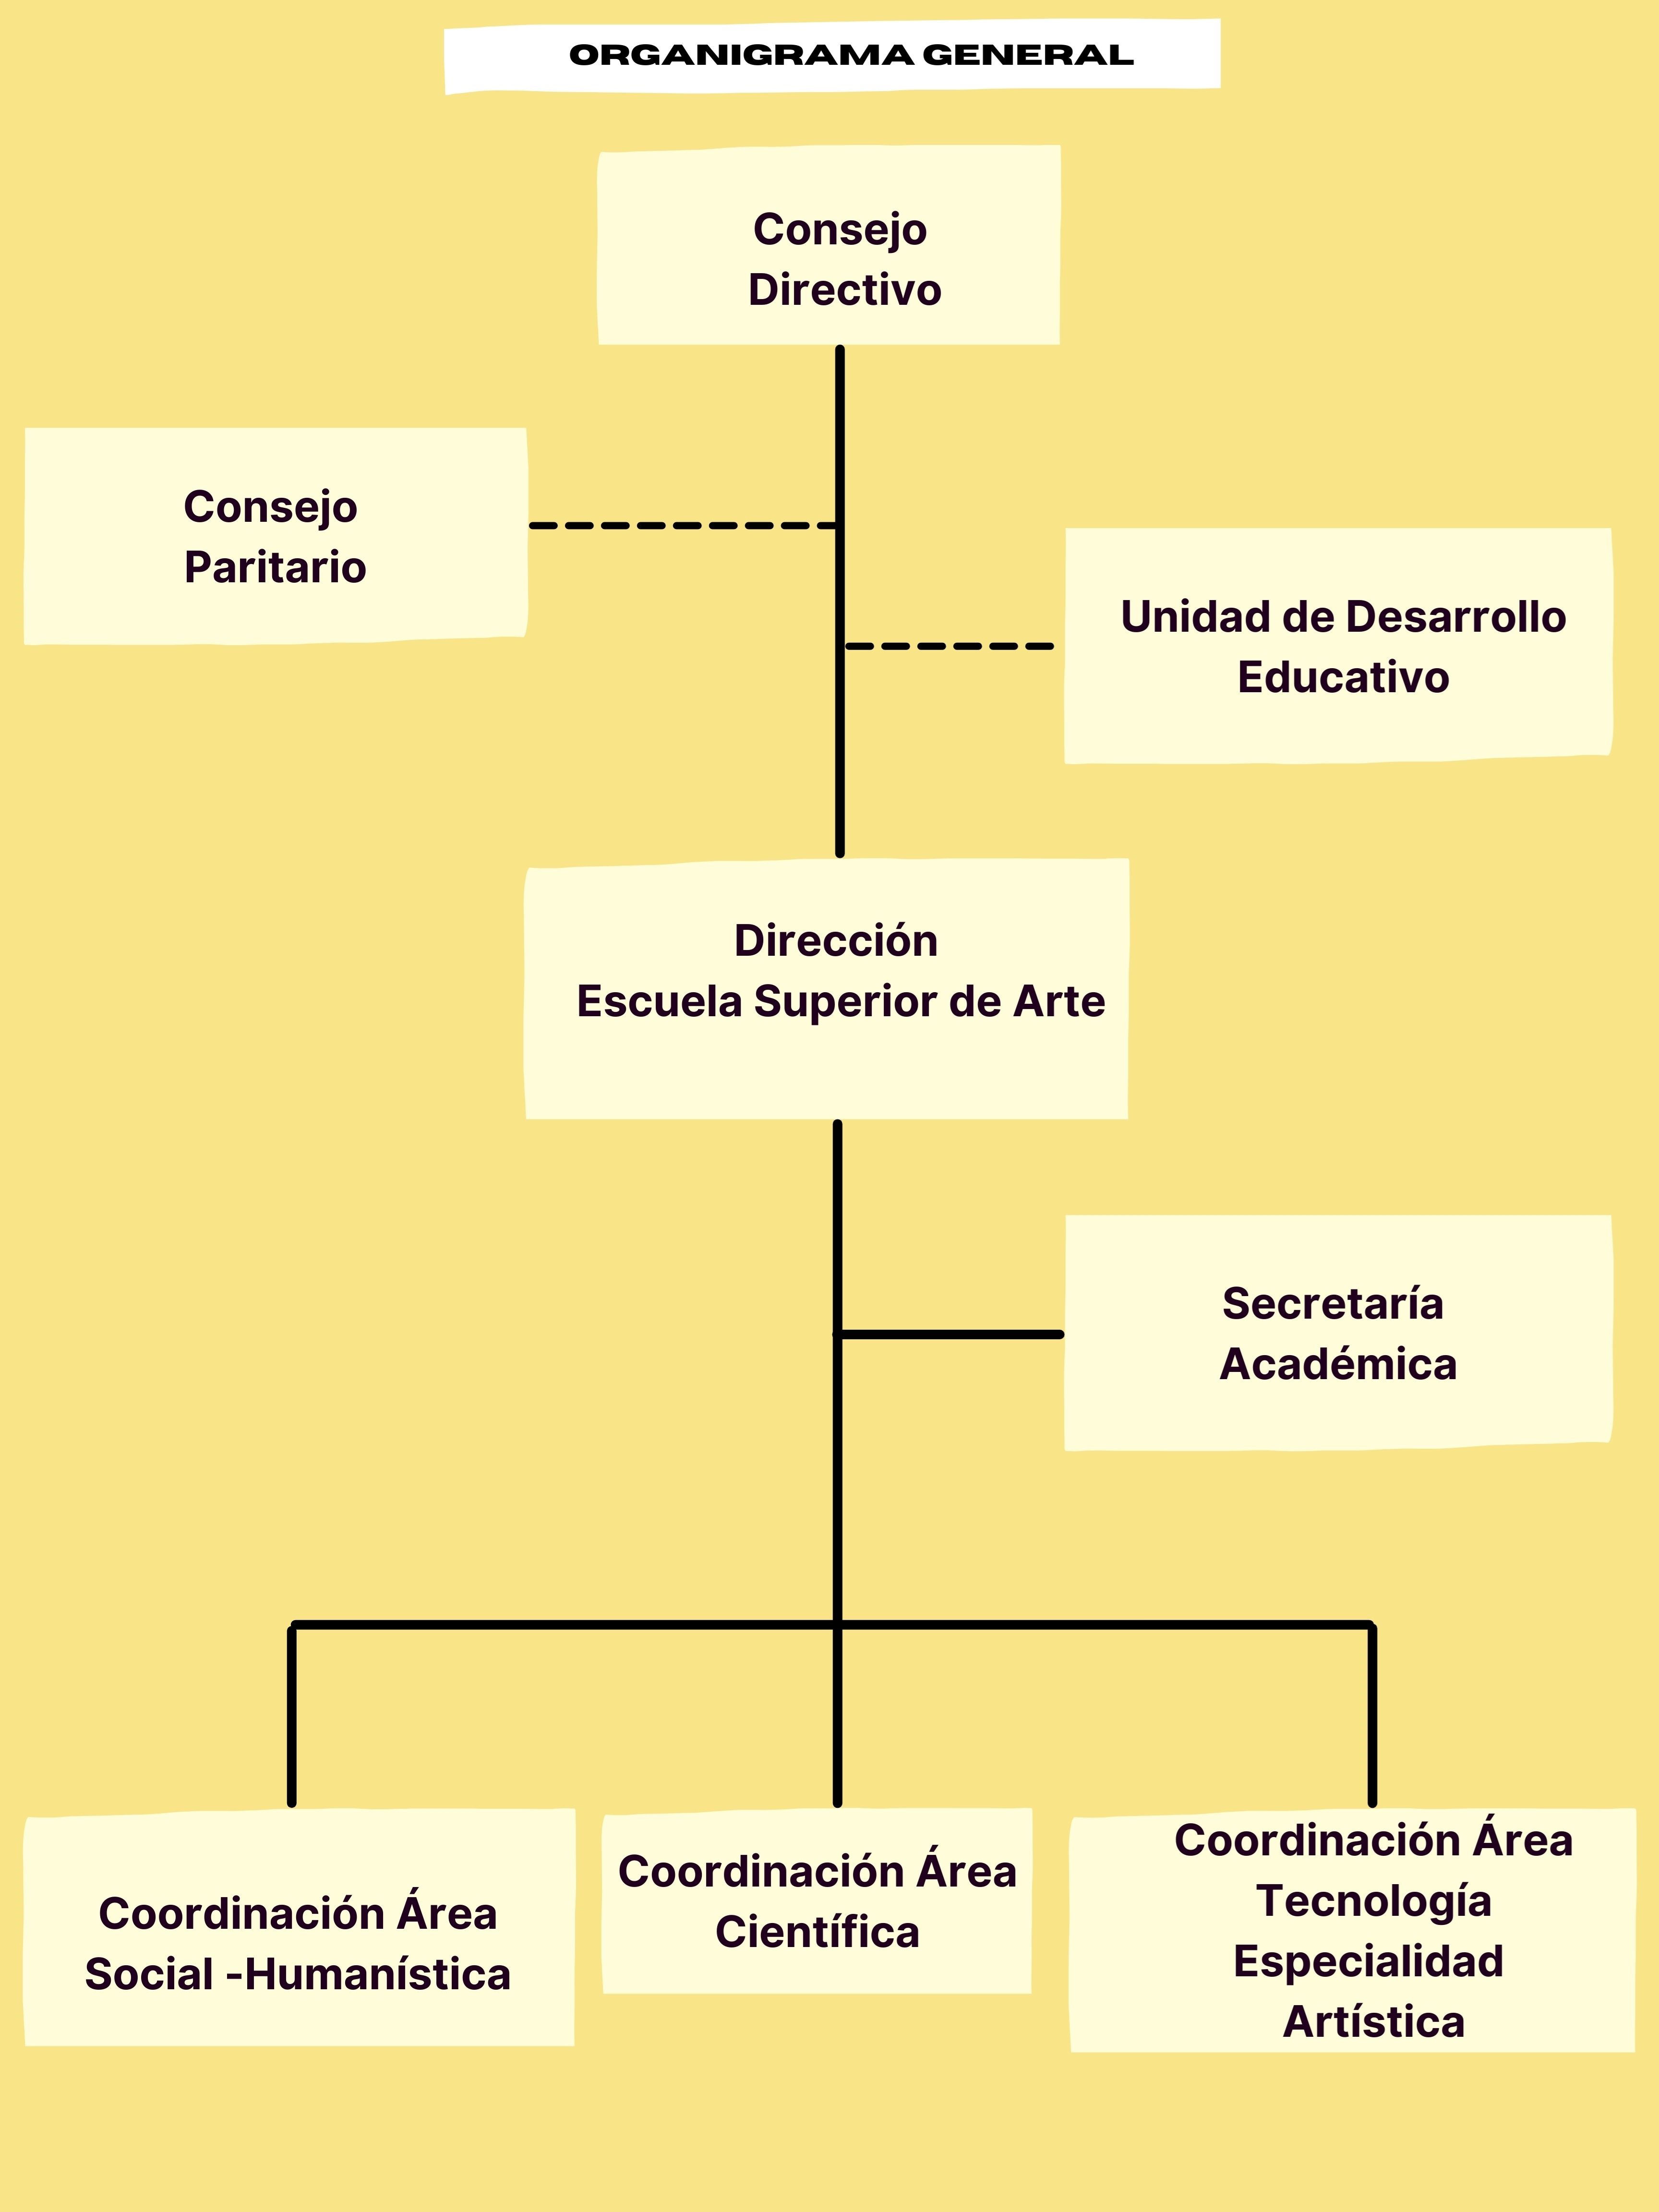 ORGANIGRAMA GENERAL
Consejo
Directivo
Consejo
Paritario
Unidad de Desarrollo
Educativo
Dirección
Escuela Superior de Arte
Secretaría
Académica
Coordinación Área
Social -Humanística
Coordinación Área
Científica
Coordinación Área
Tecnología
Especialidad
Artística